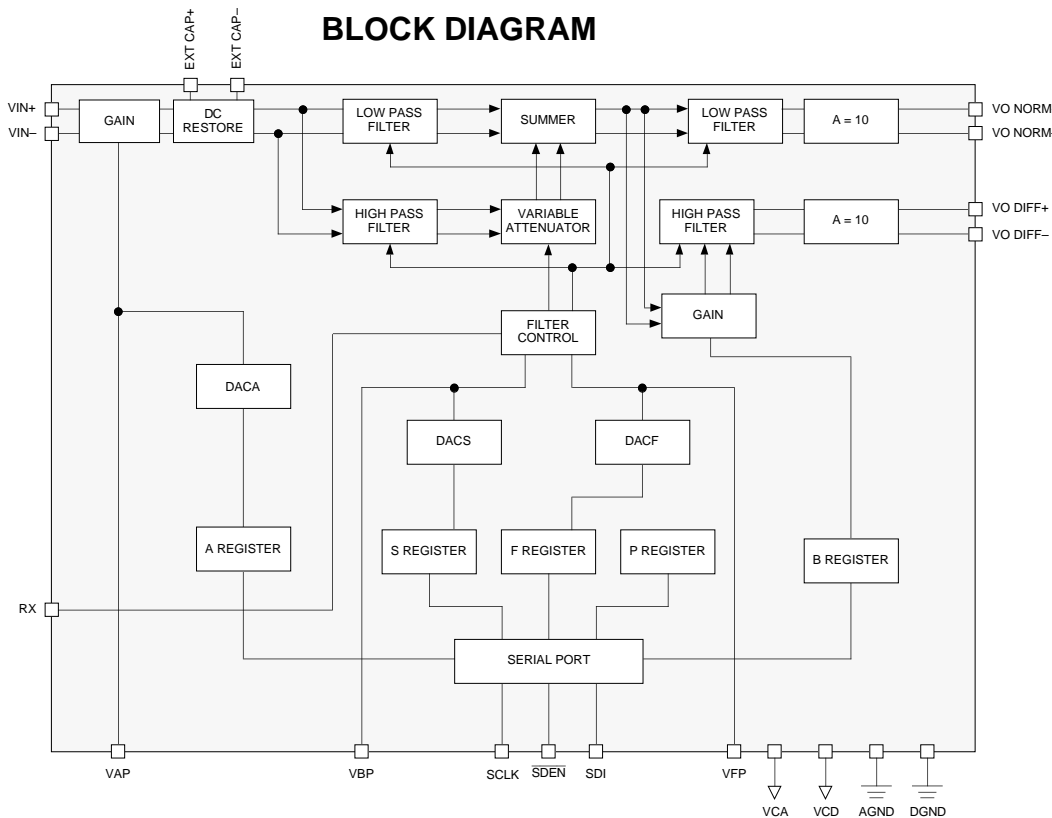 BLOCK DIAGRAM
EXT CAP+
EXT CAP–
VIN+
VIN–
GAIN
DC
RESTORE
LOW PASS
FILTER
SUMMER
LOW PASS
FILTER
A = 10
VO NORM
VO NORM
HIGH PASS
FILTER
VARIABLE
ATTENUATOR
HIGH PASS
FILTER
A = 10
VO DIFF+
VO DIFF–
FILTER
CONTROL
GAIN
DACA
DACS
DACF
A REGISTER
S REGISTER
F REGISTER
P REGISTER
B REGISTER
RX
SERIAL PORT
VAP
VBP
SCLK
SDEN
SDI
VFP
VCA
VCD
AGND
DGND